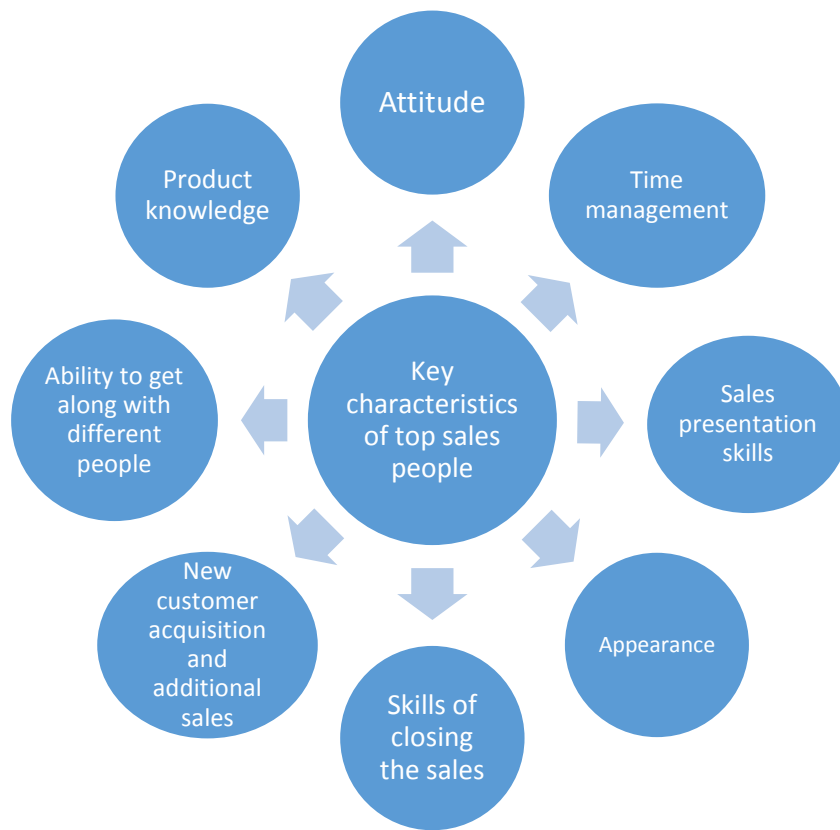 Attitude
Time
management
Sales
presentation
skills
Appearance
Skills of
closing
the sales
New
customer
acquisition
and
additional
sales
Ability to get
along with
different
people
Product
knowledge
Key
characteristics
of top sales
people